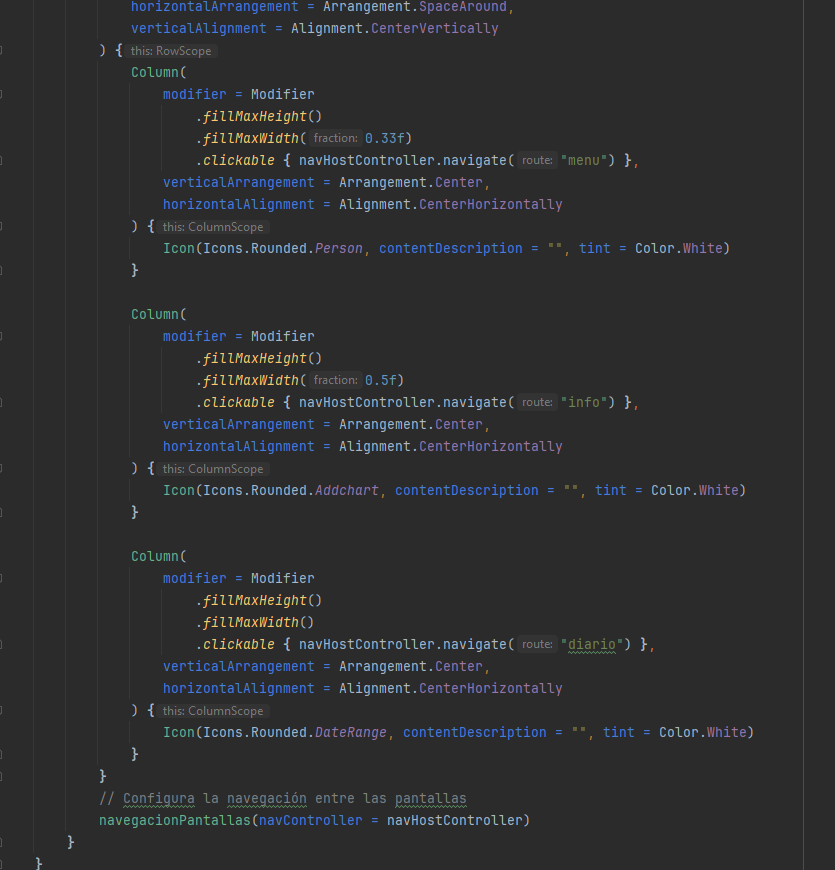 horizontalArrangement = Arrangement.SpaceAround,
verticalAlignment = Alignment.CenterVertically
) { this: RowScope
Column(
modifier = Modifier
.fillMaxHeight()
.fillMaxWidth( fraction: 0.33f)
.clickable { navHostController.navigate( route: "menu") },
verticalArrangement = Arrangement.Center,
horizontalAlignment = Alignment.CenterHorizontally
) { this: ColumnScope
Icon(Icons.Rounded.Person, contentDescription = "", tint = Color.White)
}
Column(
modifier = Modifier
.fillMaxHeight()
.fillMaxWidth( fraction: 0.5f)
.clickable { navHostController.navigate( route: "info") },
verticalArrangement = Arrangement.Center,
horizontalAlignment = Alignment.CenterHorizontally
) { this: ColumnScope
Icon(Icons.Rounded.Addchart, contentDescription = "", tint = Color.White)
}
Column(
modifier = Modifier
.fillMaxHeight()
.fillMaxWidth()
.clickable { navHostController.navigate( route: "diario") },
verticalArrangement = Arrangement.Center,
horizontalAlignment = Alignment.CenterHorizontally
) { this: ColumnScope
Icon(Icons.Rounded.DateRange, contentDescription = "", tint = Color.White)
}
}
// Configura la navegación entre las pantallas
navegacionPantallas(navController = navHostController)
}
}